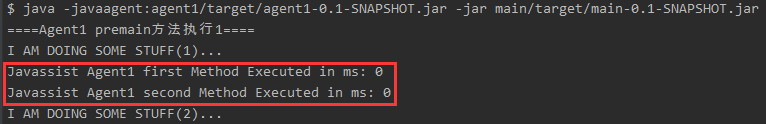 $ java -javaagent:agent1/target/agent1-0.1-SNAPSHOT.jar -jar main/target/main-0.1-SNAPSHOT.jar
====Agent1 premain方法执行1====
I AM DOING SOME STUFF(1)...
Javassist Agent1 first Method Executed in ms: 0
Javassist Agent1 second Method Executed in ms: 0
I AM DOING SOME STUFF(2)...